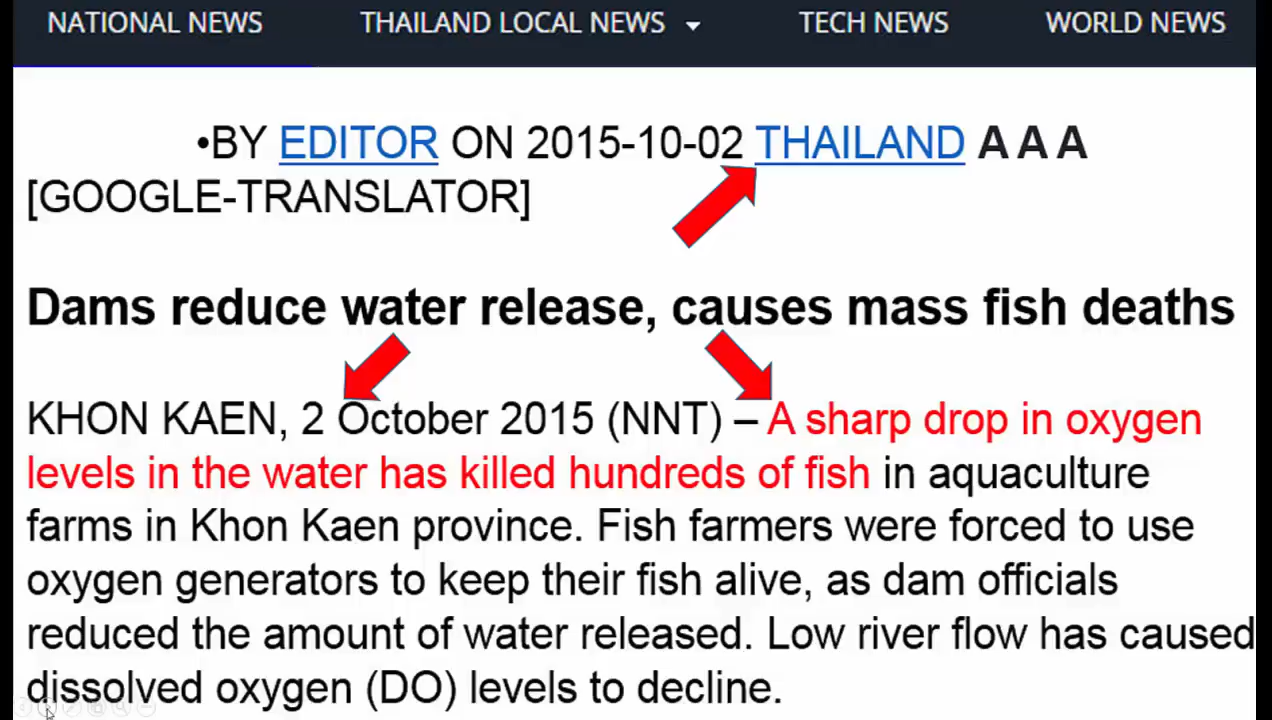 NATIONAL NEWS THAILAND LOCAL NEWS TECH NEWS WORLD NEWS
•BY EDITOR ON 2015-10-02 THAILAND A A A
[GOOGLE-TRANSLATOR]
Dams reduce water release, causes mass fish deaths
KHON KAEN, 2 October 2015 (NNT) – A sharp drop in oxygen
levels in the water has killed hundreds of fish in aquaculture
farms in Khon Kaen province. Fish farmers were forced to use
oxygen generators to keep their fish alive, as dam officials
reduced the amount of water released. Low river flow has caused
dissolved oxygen (DO) levels to decline.